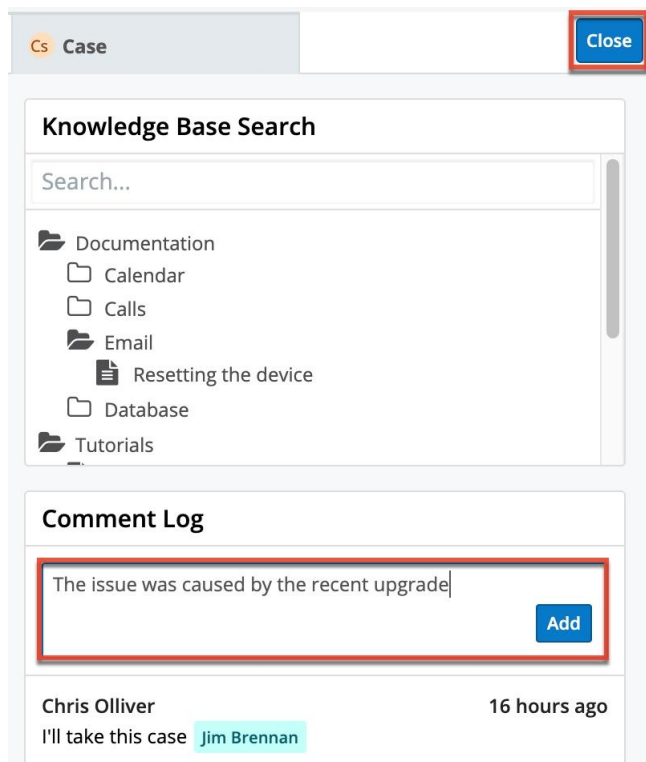 Cs Case
Close
Knowledge Base Search
Search...
Documentation
Calendar
Calls
Email
Resetting the device
Database
Tutorials
Comment Log
The issue was caused by the recent upgrade
Add
Chris Olliver 16 hours ago
I'll take this case Jim Brennan